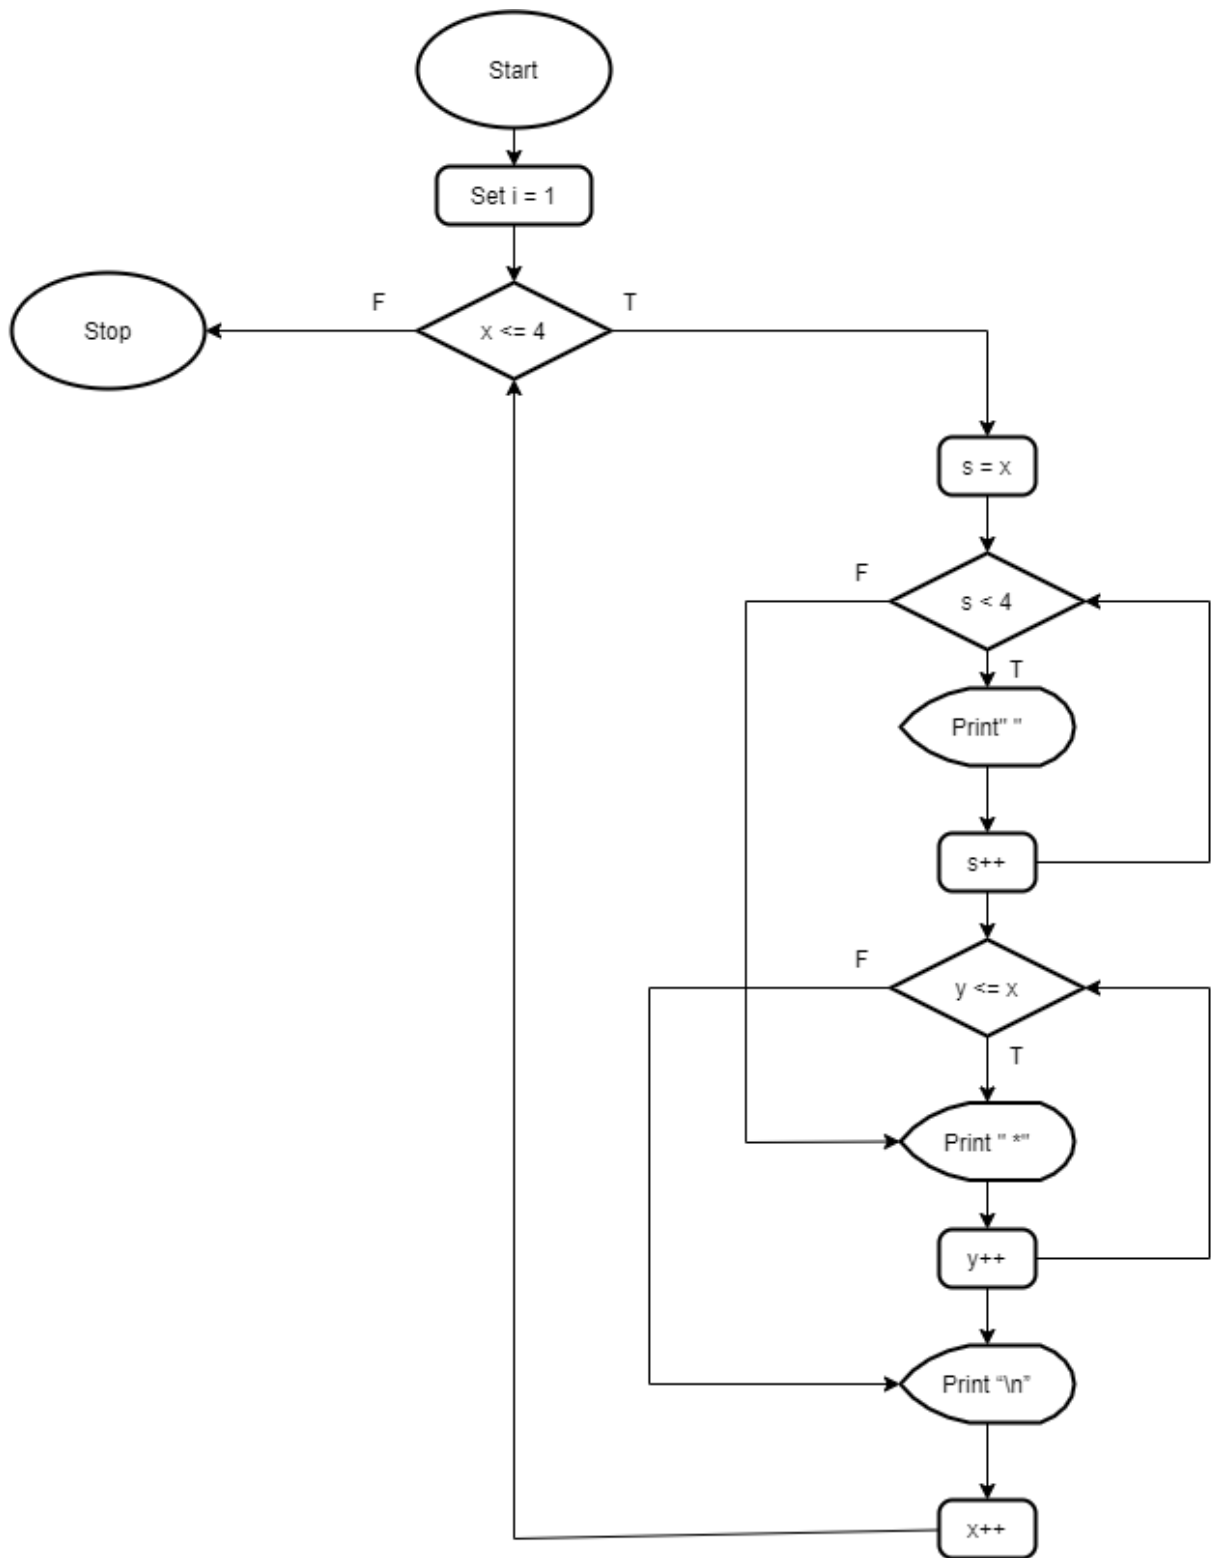 Start
Set i = 1
F
T
Stop
x <= 4
s = x
F
s < 4
T
Print" "
s++
F
y <= x
T
Print " *"
y++
Print “\n”
x++